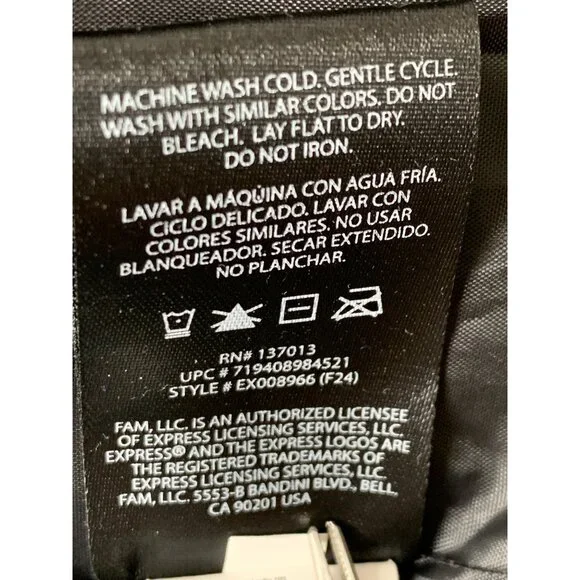 MACHINE WASH COLD. GENTLE CYCLE.
WASH WITH SIMILAR COLORS. DO NOT
BLEACH. LAY FLAT TO DRY.
DO NOT IRON.
LAVAR A MÁQUINA CON AGUA FRÍA.
CICLO DELICADO. LAVAR CON
COLORES SIMILARES. NO USAR
BLANQUEADOR. SECAR EXTENDIDO.
NO PLANCHAR.
RN# 137013
UPC # 719408984521
STYLE # EX008966 (F24)
FAM, LLC. IS AN AUTHORIZED LICENSEE
OF EXPRESS LICENSING SERVICES, LLC.
EXPRESS® AND THE EXPRESS LOGOS ARE
THE REGISTERED TRADEMARKS OF
EXPRESS LICENSING SERVICES, LLC.
FAM, LLC. 5553-B BANDINI BLVD., BELL.
CA 90201 USA